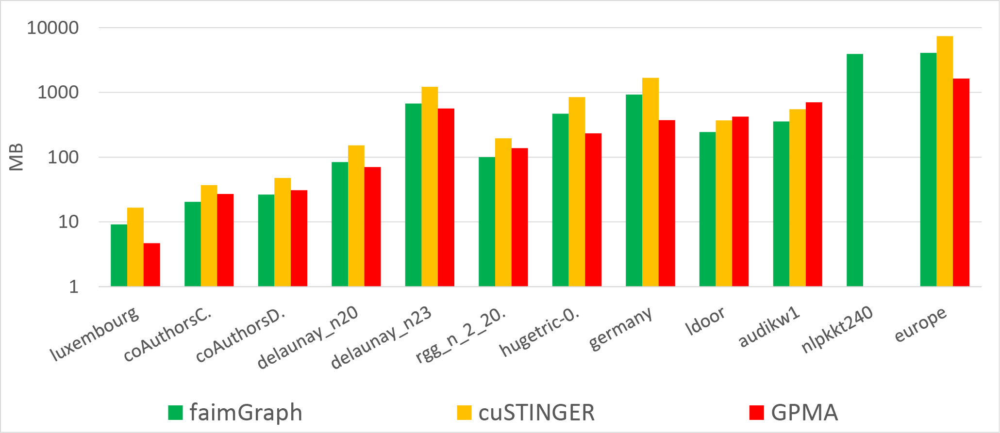 10000
1000
100
10
1
MB
luxembourg
coAuthorsC.
coAuthorsD.
delaunay_n20
delaunay_n23
rgg_n_2_20.
hugetric-0.
germany
ldoor
audikw1
nlpkkt240
europe
faimGraph
cuSTINGER
GPMA